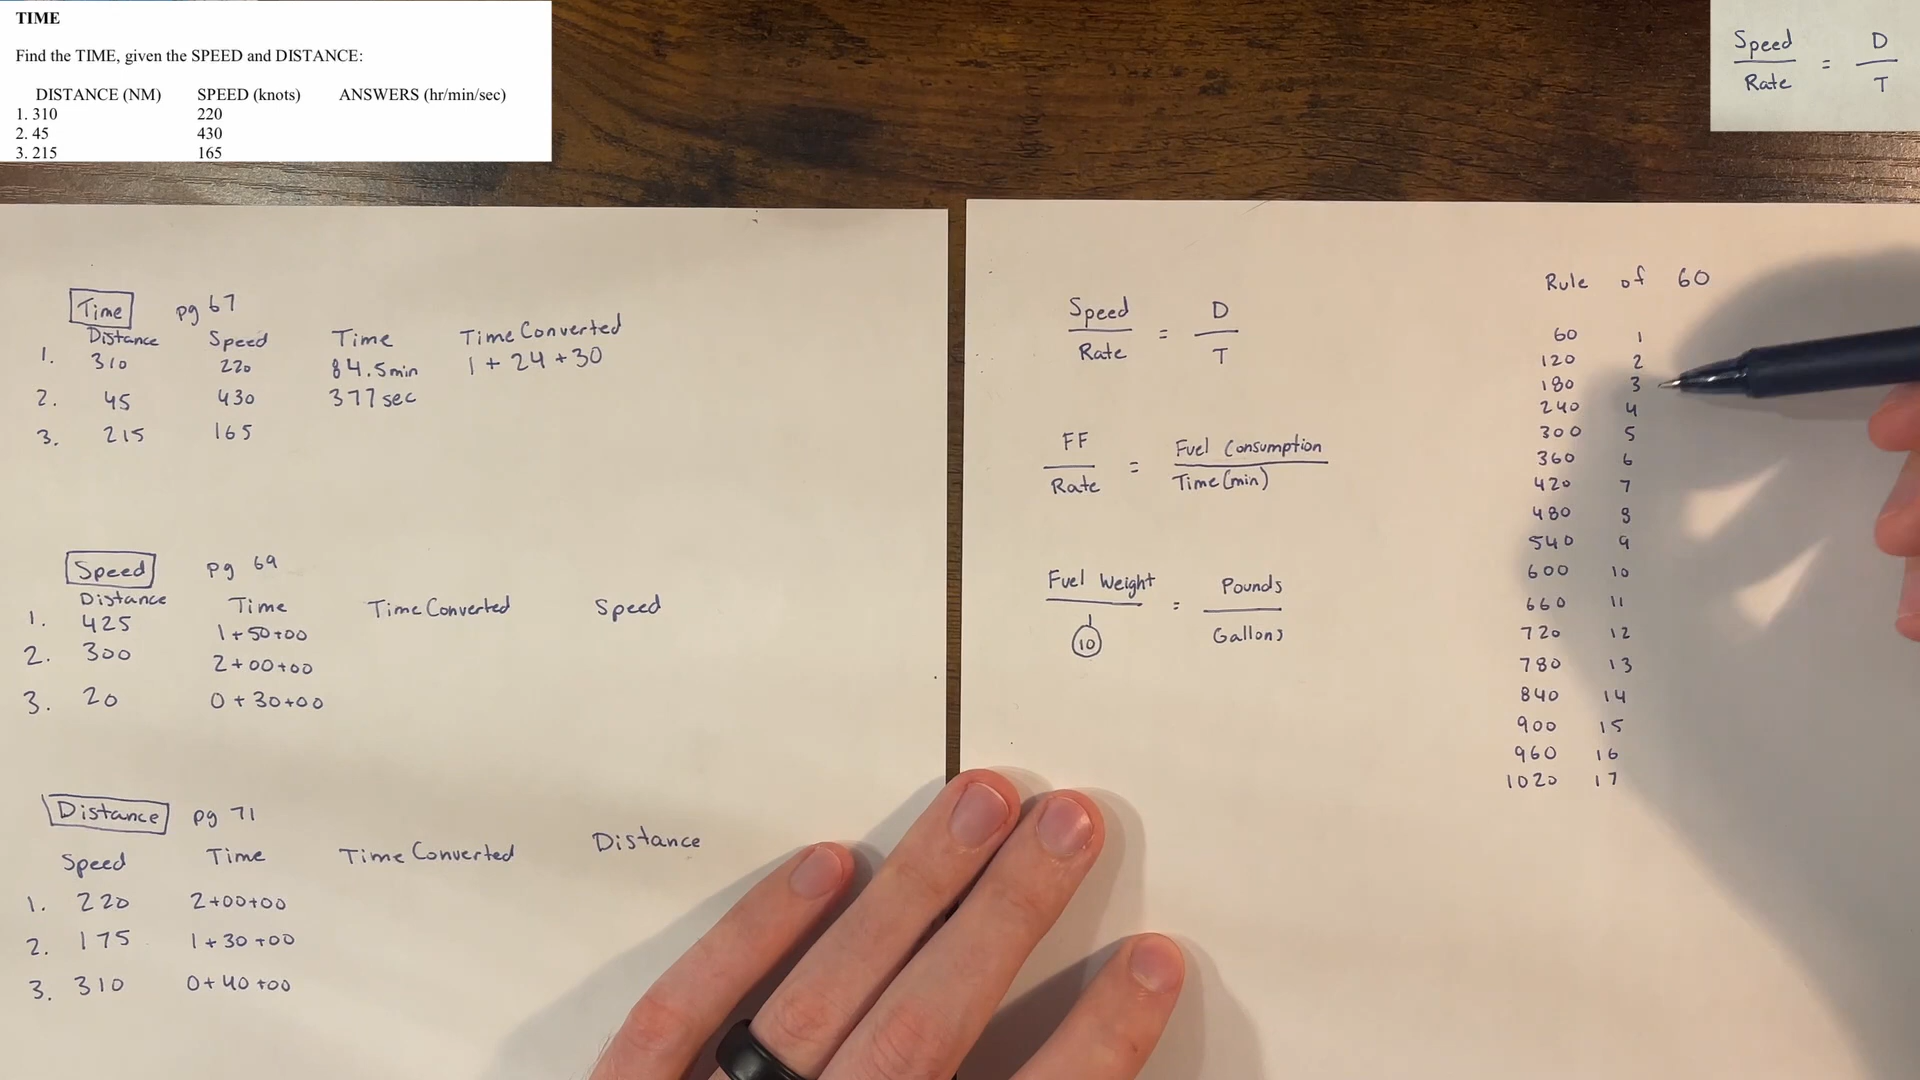 TIME
Find the TIME, given the SPEED and DISTANCE:
DISTANCE (NM) SPEED (knots) ANSWERS (hr/min/sec)
1. 310 220
2. 45 430
3. 215 165
Speed / Rate = D / T
Time pg 67
Distance Speed Time Time Converted
1. 310 220 84.5min 1 + 24 + 30
2. 45 430 377 sec
3. 215 165
Speed pg 69
Distance Time Time Converted Speed
1. 425 1+50+00
2. 300 2+00+00
3. 20 0+30+00
Distance pg 71
Speed Time Time Converted Distance
1. 220 2+00+00
2. 175 1+30+00
3. 310 0+40+00
Speed / Rate = D / T
FF / Rate = Fuel Consumption / Time (min)
Fuel Weight / 10 = Pounds / Gallons
Rule of 60
60 1
120 2
180 3
240 4
300 5
360 6
420 7
480 8
540 9
600 10
660 11
720 12
780 13
840 14
900 15
960 16
1020 17